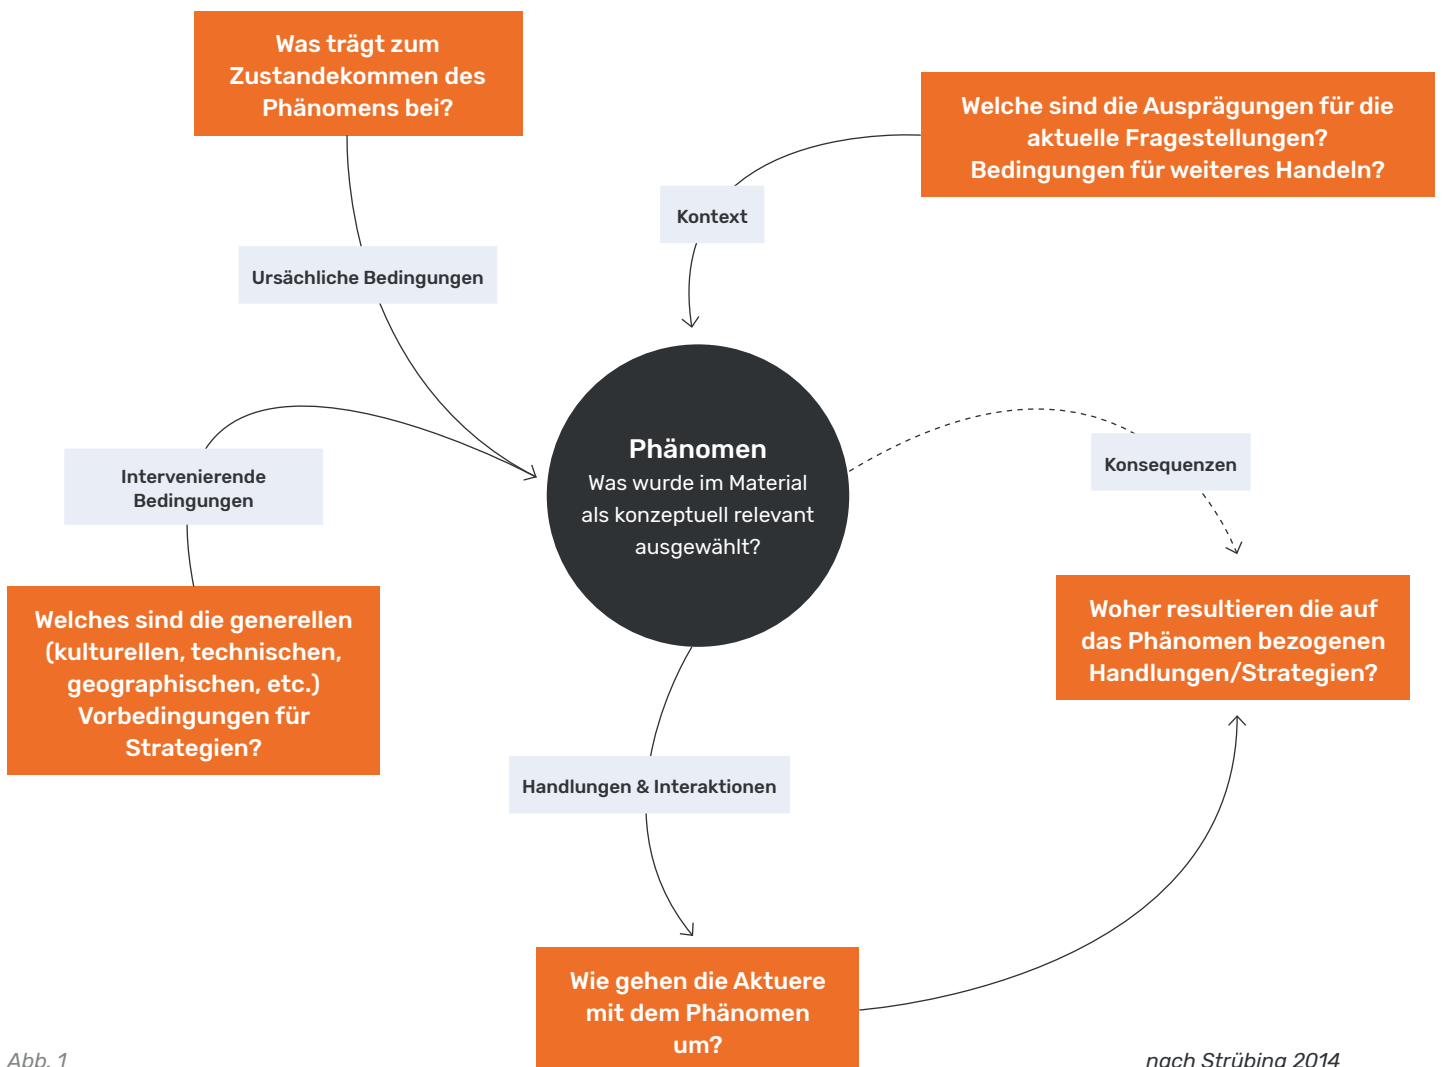 Was trägt zum
Zustandekommen des
Phänomens bei?
Welche sind die Ausprägungen für die
aktuelle Fragestellungen?
Bedingungen für weiteres Handeln?
Kontext
Ursächliche Bedingungen
Phänomen
Was wurde im Material
als konzeptuell relevant
ausgewählt?
Konsequenzen
Intervenierende
Bedingungen
Welches sind die generellen
(kulturellen, technischen,
geographischen, etc.)
Vorbedingungen für
Strategien?
Woher resultieren die auf
das Phänomen bezogenen
Handlungen/Strategien?
Handlungen & Interaktionen
Wie gehen die Aktuere
mit dem Phänomen
um?
Abb. 1
nach Strübing 2014